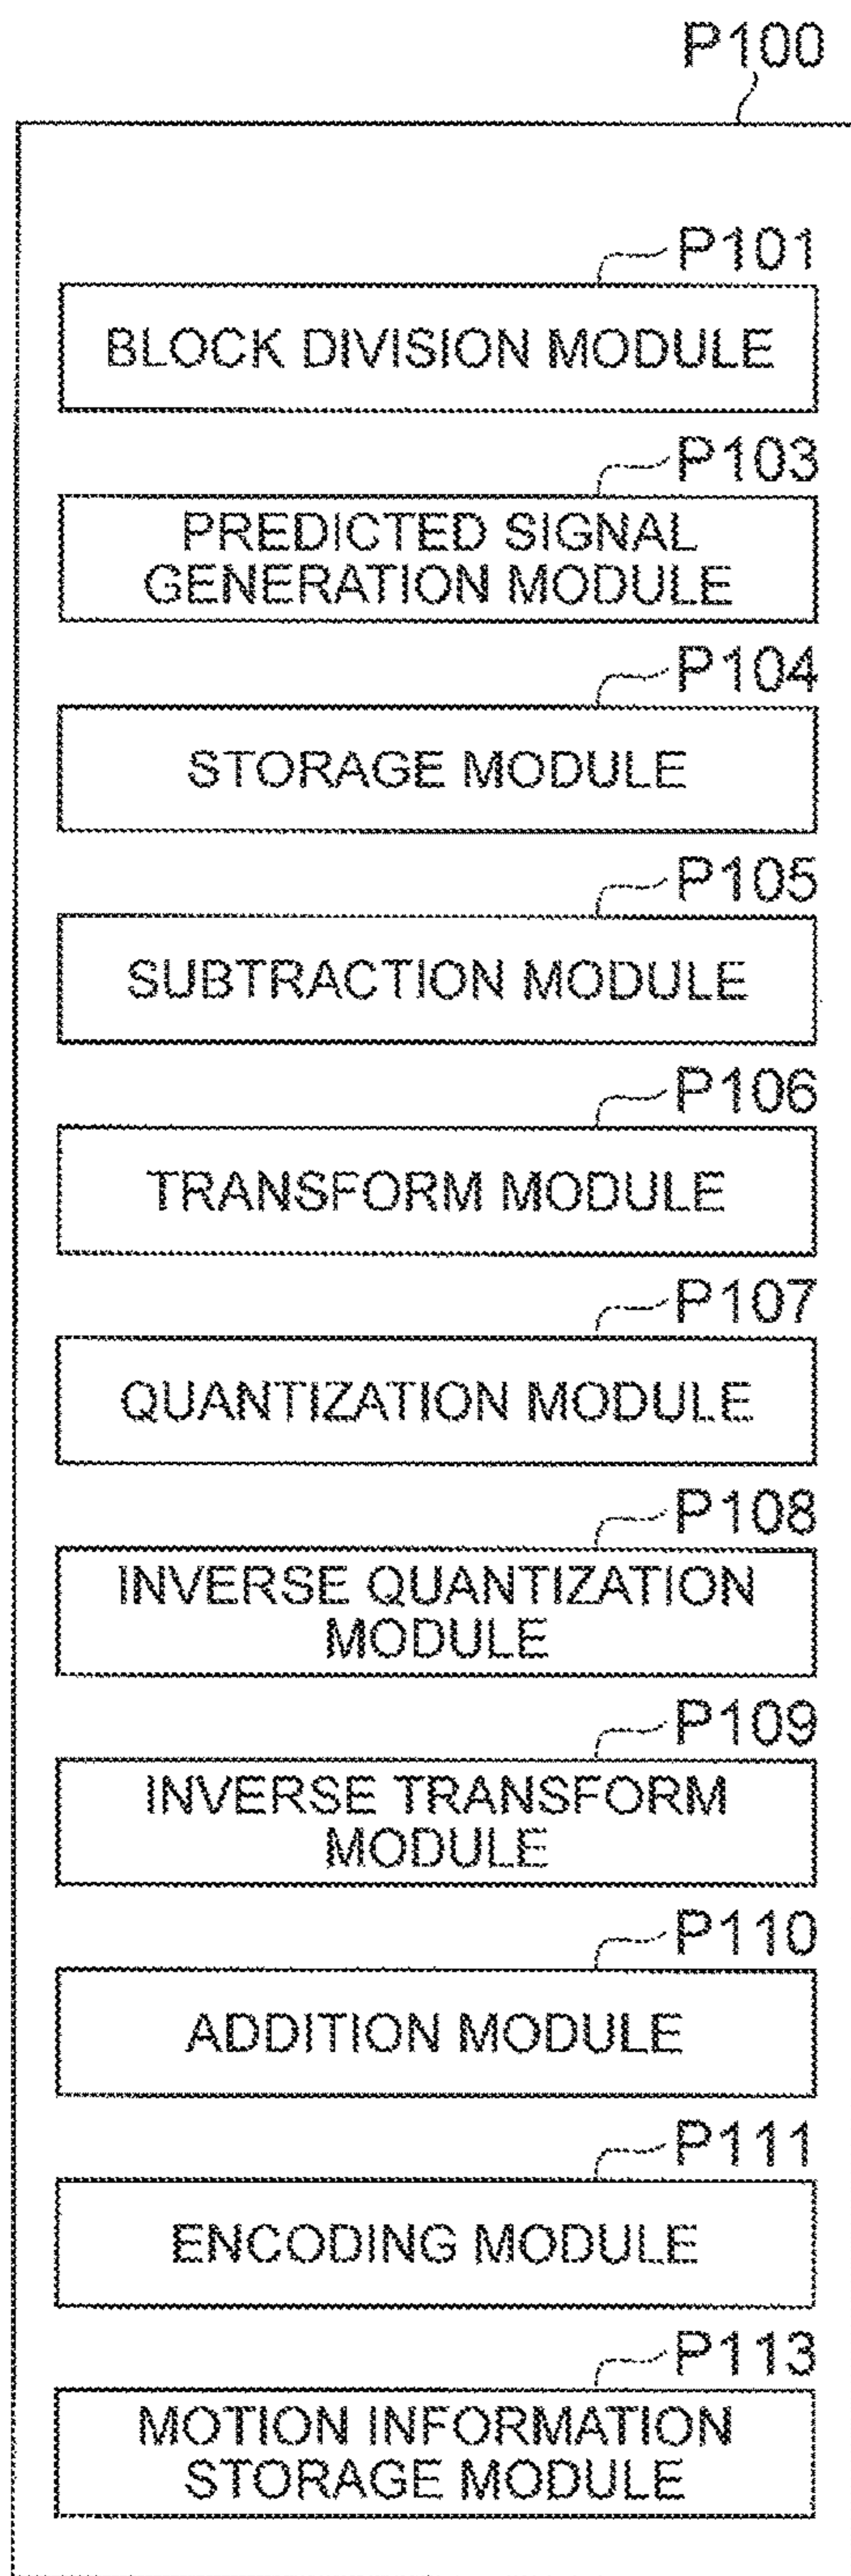 P100
P101
BLOCK DIVISION MODULE
P103
PREDICTED SIGNAL
GENERATION MODULE
P104
STORAGE MODULE
P105
SUBTRACTION MODULE
P106
TRANSFORM MODULE
P107
QUANTIZATION MODULE
P108
INVERSE QUANTIZATION
MODULE
P109
INVERSE TRANSFORM
MODULE
P110
ADDITION MODULE
P111
ENCODING MODULE
P113
MOTION INFORMATION
STORAGE MODULE